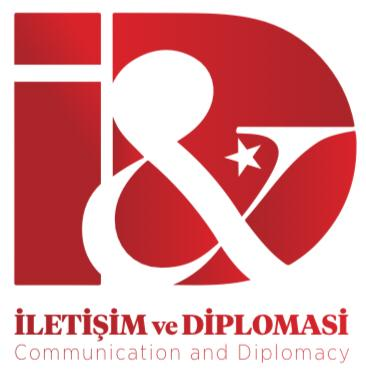 i&D
İLETİŞİM ve DİPLOMASİ
Communication and Diplomacy